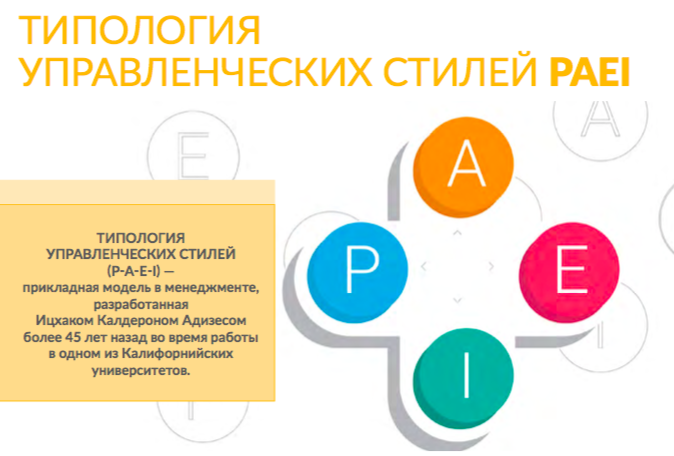 ТИПОЛОГИЯ
УПРАВЛЕНЧЕСКИХ СТИЛЕЙ PAEI
E
A
ТИПОЛОГИЯ
УПРАВЛЕНЧЕСКИХ СТИЛЕЙ
(P-A-E-I) —
прикладная модель в менеджменте,
разработанная
Ицхаком Калдероном Адизесом
более 45 лет назад во время работы
в одном из Калифорнийских
университетов.
A
P
E
I
I
I